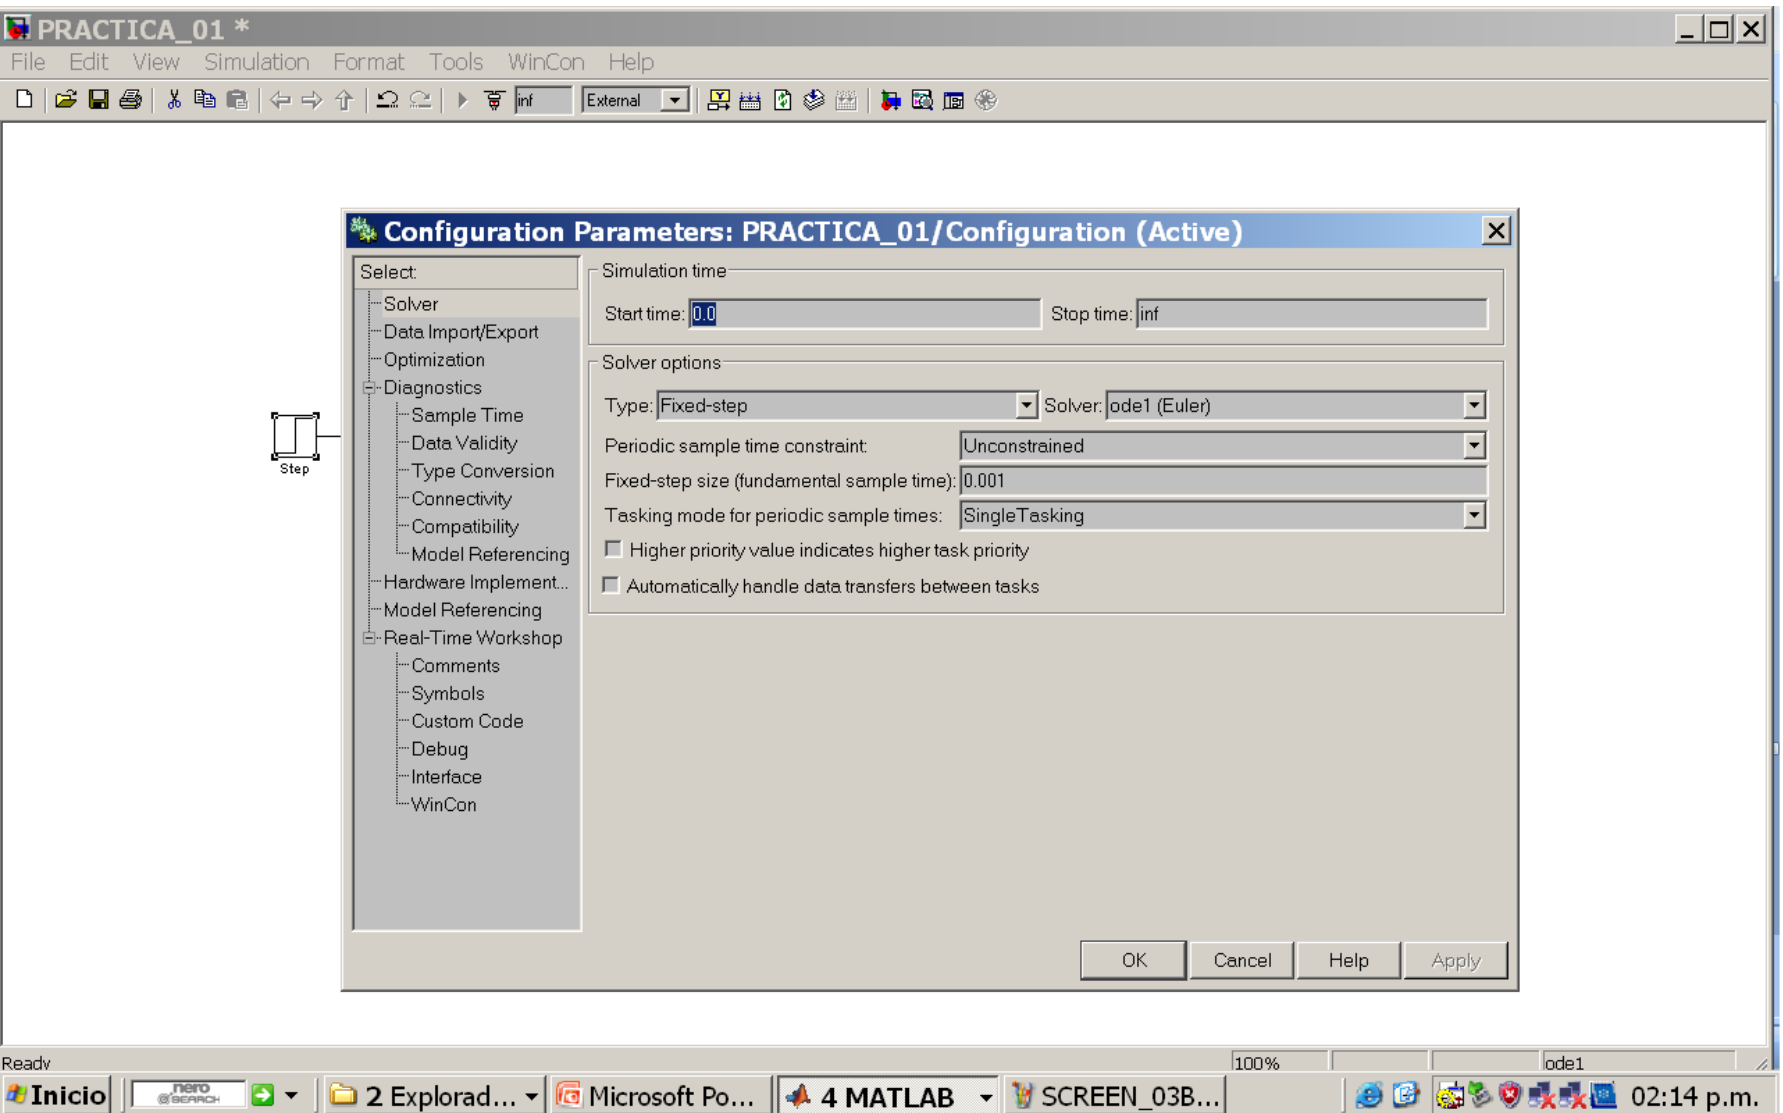 PRACTICA_01 *
File Edit View Simulation Format Tools WinCon Help
inf External
Configuration Parameters: PRACTICA_01/Configuration (Active)
Select:
Solver
Data Import/Export
Optimization
Diagnostics
Sample Time
Data Validity
Type Conversion
Connectivity
Compatibility
Model Referencing
Hardware Implement...
Model Referencing
Real-Time Workshop
Comments
Symbols
Custom Code
Debug
Interface
WinCon
Simulation time
Start time: 0.0 Stop time: inf
Solver options
Type: Fixed-step Solver: ode1 (Euler)
Periodic sample time constraint: Unconstrained
Fixed-step size (fundamental sample time): 0.001
Tasking mode for periodic sample times: SingleTasking
Higher priority value indicates higher task priority
Automatically handle data transfers between tasks
Step
OK Cancel Help Apply
Ready 100% ode1
Inicio nero SEARCH 2 Explorad... Microsoft Po... 4 MATLAB SCREEN_03B... 02:14 p.m.